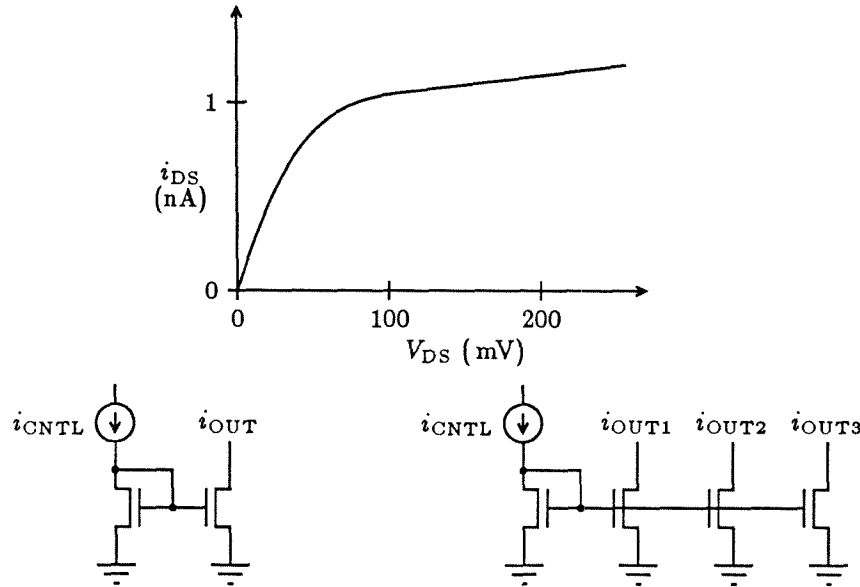 1
i_DS
(nA)
0
0 100 200
V_DS (mV)
i_CNTL i_OUT
i_CNTL i_OUT1 i_OUT2 i_OUT3